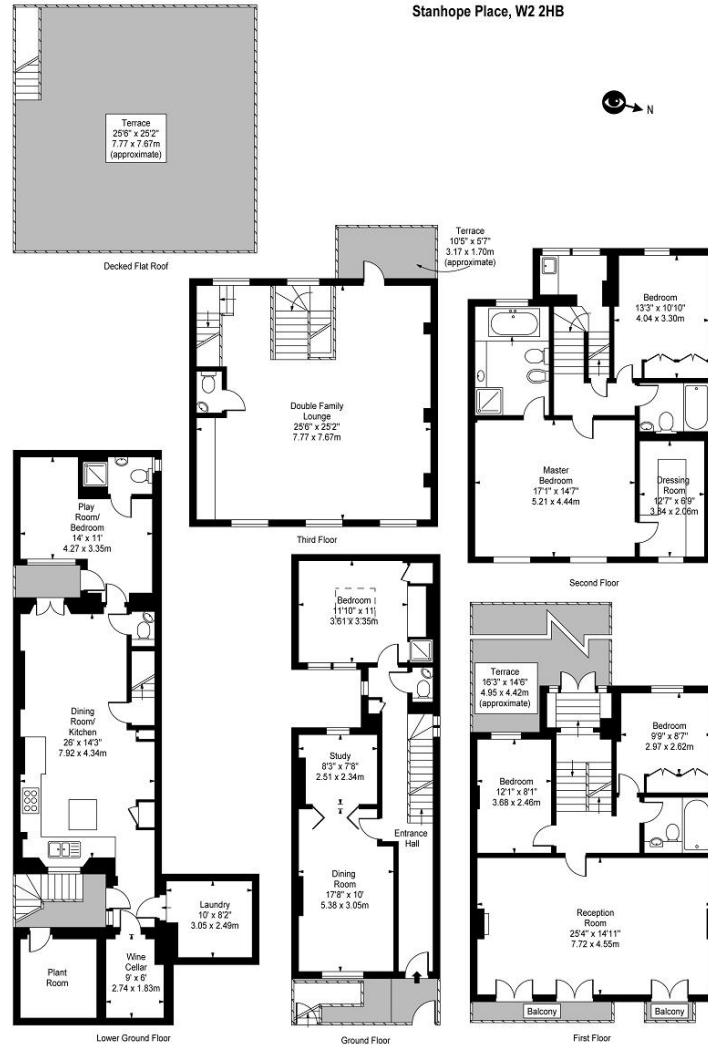 Stanhope Place, W2 2HB
N
Terrace
25'6" x 25'2"
7.77 x 7.67m
(approximate)
Decked Flat Roof
Terrace
10'5" x 5'7"
3.17 x 1.70m
(approximate)
Double Family
Lounge
25'6" x 25'2"
7.77 x 7.67m
Third Floor
Bedroom
13'3" x 10'10"
4.04 x 3.30m
Master
Bedroom
17'1" x 14'7"
5.21 x 4.44m
Dressing
Room
12'7" x 6'9"
3.84 x 2.06m
Second Floor
Play
Room/
Bedroom
14' x 11'
4.27 x 3.35m
Dining
Room/
Kitchen
26' x 14'3"
7.92 x 4.34m
Laundry
10' x 8'2"
3.05 x 2.49m
Plant
Room
Wine
Cellar
9' x 6'
2.74 x 1.83m
Lower Ground Floor
Bedroom
11'10" x 11'
3.61 x 3.35m
Study
8'3" x 7'8"
2.51 x 2.34m
Entrance
Hall
Dining
Room
17'8" x 10'
5.38 x 3.05m
Ground Floor
Terrace
16'3" x 14'6"
4.95 x 4.42m
(approximate)
Bedroom
9'9" x 8'7"
2.97 x 2.62m
Bedroom
12'1" x 8'1"
3.68 x 2.46m
Reception
Room
25'4" x 14'11"
7.72 x 4.55m
Balcony
Balcony
First Floor